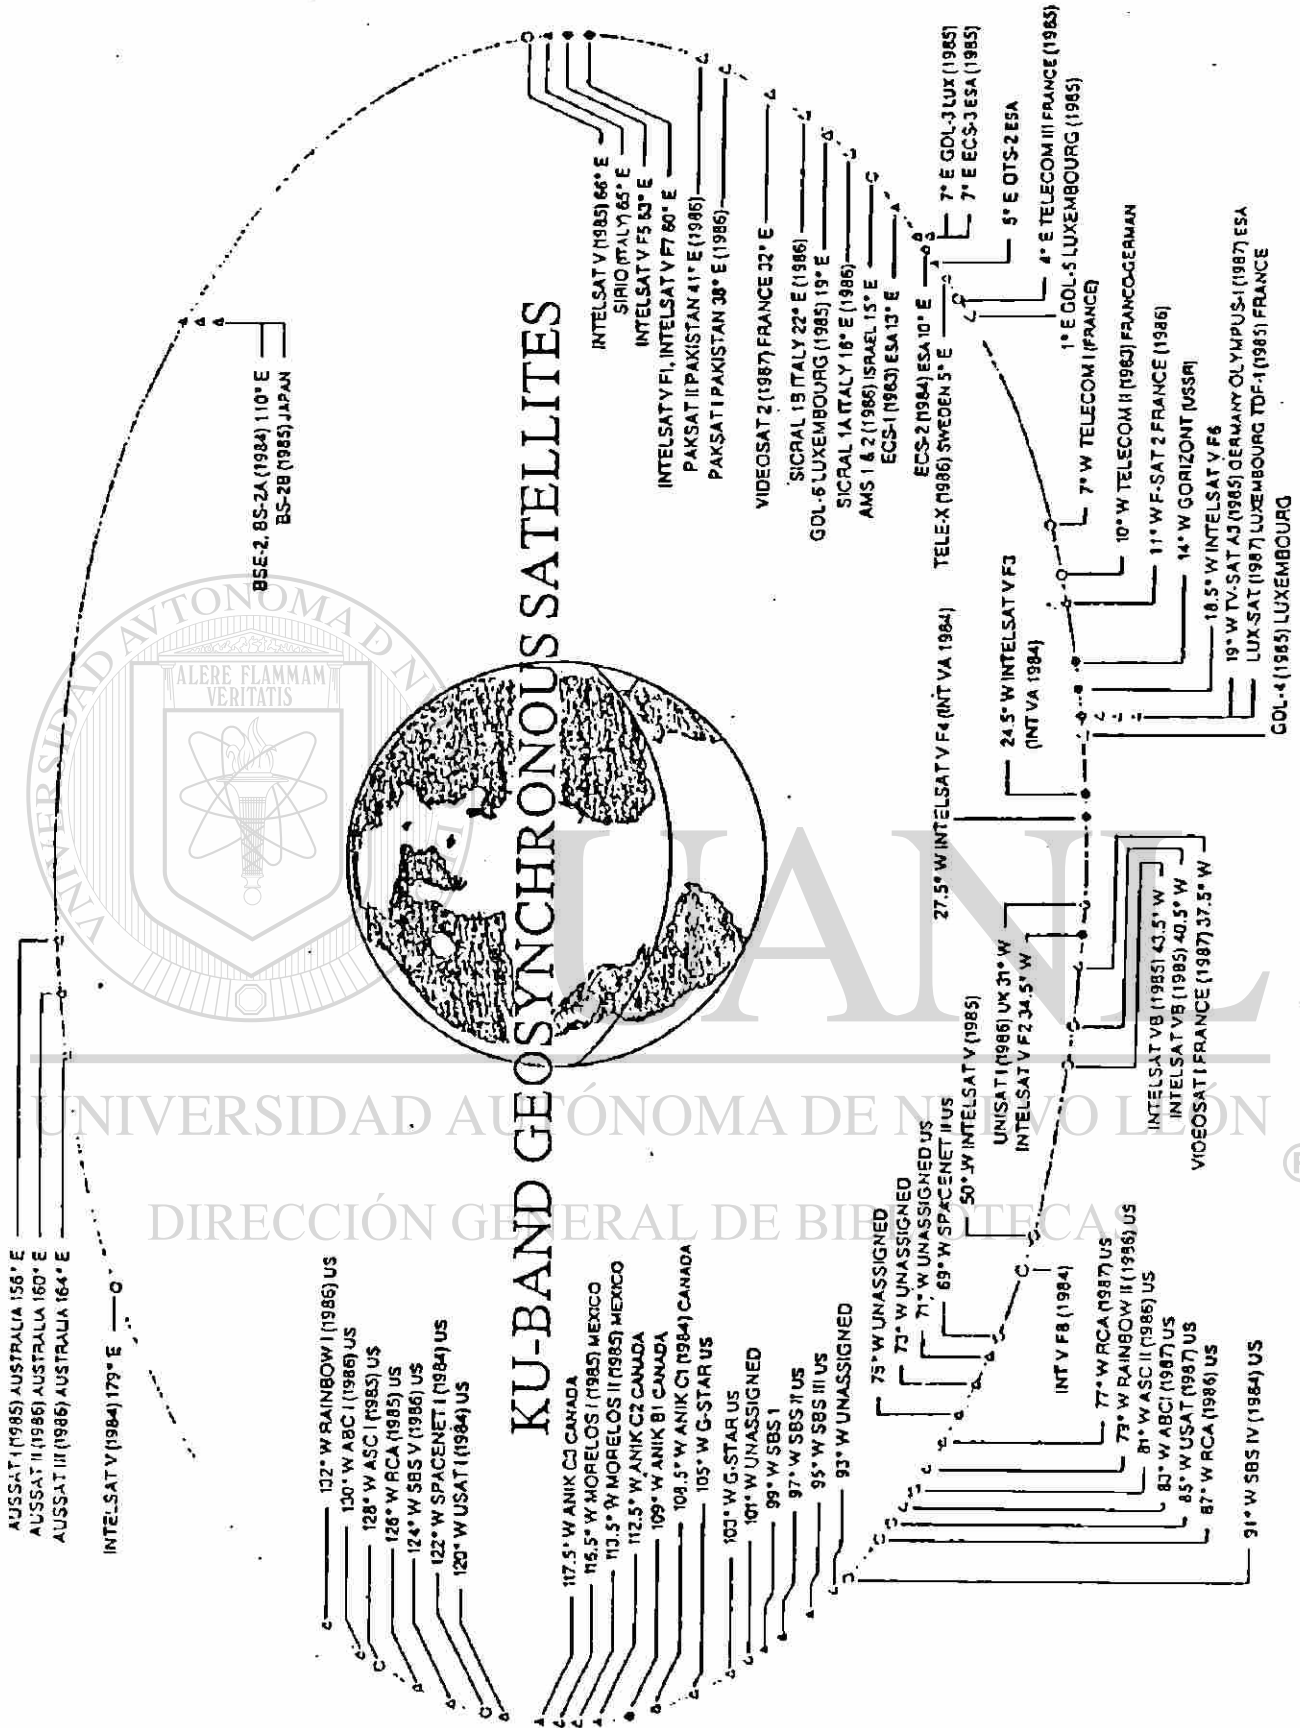 KU-BAND GEOSYNCHRONOUS SATELLITES
AUSSAT I (1985) AUSTRALIA 156° E
AUSSAT II (1986) AUSTRALIA 160° E
AUSSAT III (1986) AUSTRALIA 164° E
INTELSAT V (1984) 179° E
BSE-2, BS-2A (1984) 110° E
BS-2B (1985) JAPAN
INTELSAT V (1985) 66° E
SIRIO (ITALY) 65° E
INTELSAT V F5 63° E
INTELSAT V F1, INTELSAT V F7 60° E
PAKSAT II PAKISTAN 41° E (1986)
PAKSAT I PAKISTAN 38° E (1986)
VIDEOSAT 2 (1987) FRANCE 32° E
SICRAL 1B ITALY 22° E (1986)
GDL-6 LUXEMBOURG (1985) 19° E
SICRAL 1A ITALY 16° E (1986)
AMS 1 & 2 (1986) ISRAEL 15° E
ECS-1 (1983) ESA 13° E
ECS-2 (1984) ESA 10° E
7° E GDL-3 LUX (1985)
7° E ECS-3 ESA (1985)
TELE-X (1986) SWEDEN 5° E
5° E OTS-2 ESA
4° E TELECOM III FRANCE (1985)
1° E GDL-5 LUXEMBOURG (1985)
7° W TELECOM I (FRANCE)
10° W TELECOM II (1983) FRANCO-GERMAN
11° W F-SAT 2 FRANCE (1986)
14° W GORIZONT (USSR)
18.5° W INTELSAT V F6
19° W TV-SAT A3 (1985) GERMANY OLYMPUS-1 (1987) ESA
LUX-SAT (1987) LUXEMBOURG TDF-1 (1985) FRANCE
GDL-4 (1985) LUXEMBOURG
24.5° W INTELSAT V F3
(INT VA 1984)
27.5° W INTELSAT V F4 (INT VA 1984)
UNISAT I (1986) UK 31° W
INTELSAT V F2 34.5° W
INTELSAT VB (1985) 43.5° W
INTELSAT VB (1985) 40.5° W
VIDEOSAT I FRANCE (1987) 37.5° W
50° W INTELSAT V (1985)
INT V F8 (1984)
69° W SPACENET II US
71° W UNASSIGNED US
73° W UNASSIGNED
75° W UNASSIGNED
77° W RCA (1987) US
79° W RAINBOW II (1986) US
81° W ASC II (1986) US
83° W ABCI (1987) US
85° W USAT (1987) US
87° W RCA (1986) US
91° W SBS IV (1984) US
93° W UNASSIGNED
95° W SBS III US
97° W SBS II US
99° W SBS 1
101° W UNASSIGNED
103° W G-STAR US
105° W G-STAR US
108.5° W ANIK C1 (1984) CANADA
109° W ANIK B1 CANADA
112.5° W ANIK C2 CANADA
113.5° W MORELOS II (1985) MEXICO
116.5° W MORELOS I (1985) MEXICO
117.5° W ANIK C3 CANADA
120° W USAT I (1984) US
122° W SPACENET I (1984) US
124° W SBS V (1986) US
126° W RCA (1985) US
128° W ASC I (1985) US
130° W ABC I (1986) US
132° W RAINBOW I (1986) US
ALERE FLAMMAM
VERITATIS
UANL
UNIVERSIDAD AUTÓNOMA DE NUEVO LEÓN
®
DIRECCIÓN GENERAL DE BIBLIOTECAS